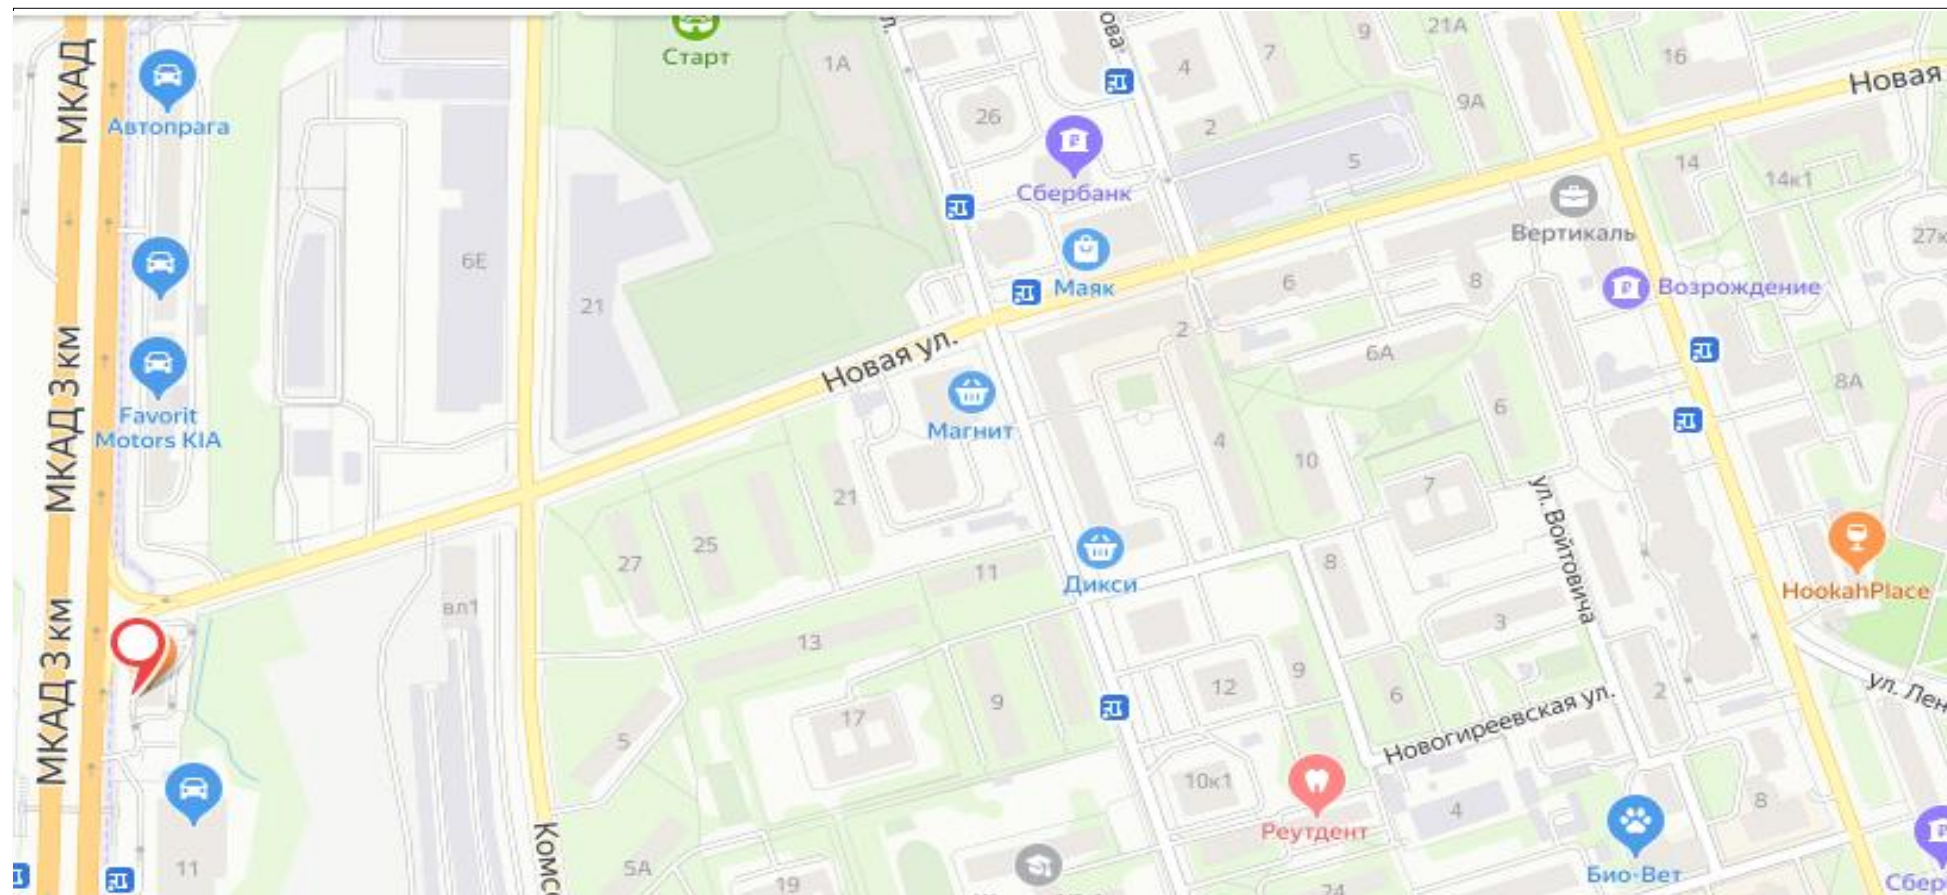 МКАД
Автопрага
Старт
1А
26
4
7
9
21А
16
Новая
2
9А
5
14
14к1
Сбербанк
Вертикаль
27к
6Е
21
Маяк
6
8
Возрождение
МКАД 3 км
Favorit
Motors KIA
Новая ул.
2
6А
8А
Магнит
4
10
6
7
21
27
25
11
Дикси
8
ул. Войтовича
3
HookahPlace
вл1
МКАД 3 км
13
9
12
9
6
2
ул. Лен
17
5
Новогиреевская ул.
10к1
4
8
Реутдент
Био-Вет
Сбер
11
Комс
5А
19
24